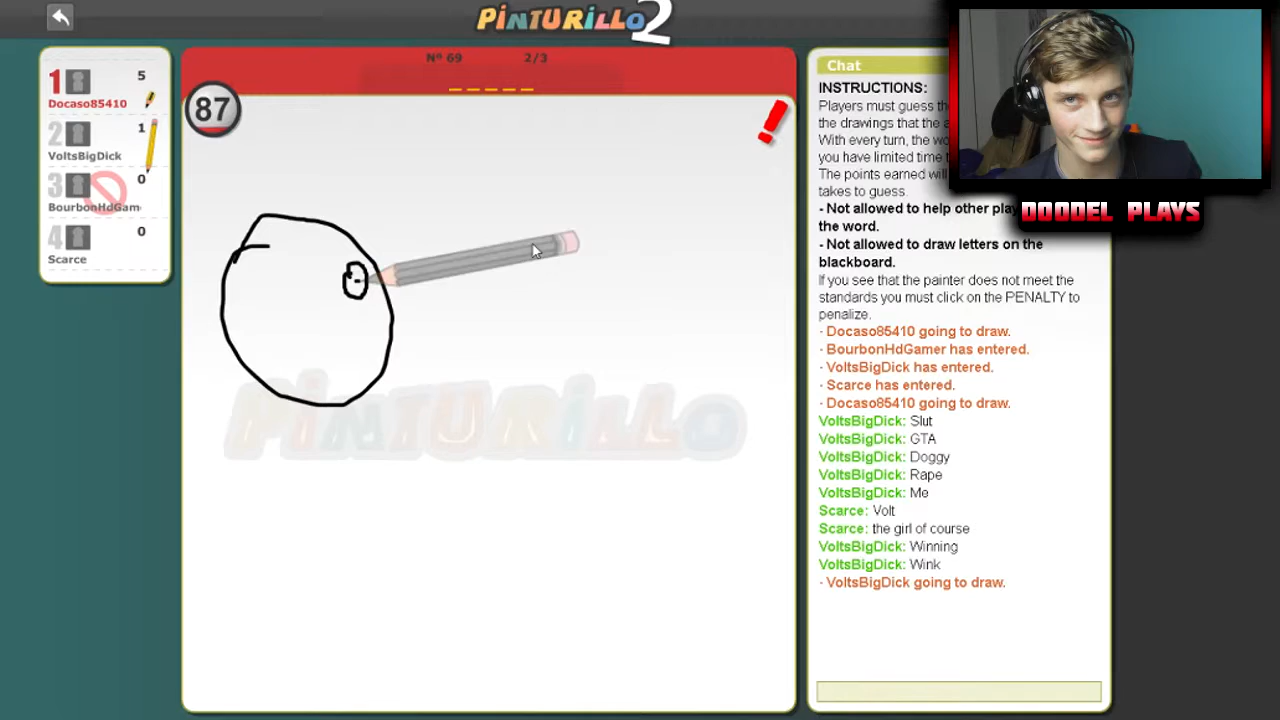 PINTURILLO 2
Nº 69 2/3
87
1 5
Docaso85410
2 1
VoltsBigDick
3 0
BourbonHdGam
4 0
Scarce
PINTURILLO
Chat
INSTRUCTIONS:
Players must guess the
the drawings that the a
With every turn, the wo
you have limited time t
The points earned will
takes to guess.
- Not allowed to help other play
the word.
- Not allowed to draw letters on the
blackboard.
If you see that the painter does not meet the
standards you must click on the PENALTY to
penalize.
· Docaso85410 going to draw.
· BourbonHdGamer has entered.
· VoltsBigDick has entered.
· Scarce has entered.
· Docaso85410 going to draw.
VoltsBigDick: Slut
VoltsBigDick: GTA
VoltsBigDick: Doggy
VoltsBigDick: Rape
VoltsBigDick: Me
Scarce: Volt
Scarce: the girl of course
VoltsBigDick: Winning
VoltsBigDick: Wink
· VoltsBigDick going to draw.
DOODEL PLAYS